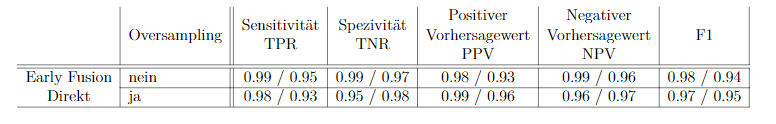 Oversampling Sensitivität TPR Spezivität TNR Positiver Vorhersagewert PPV Negativer Vorhersagewert NPV F1
Early Fusion nein 0.99 / 0.95 0.99 / 0.97 0.98 / 0.93 0.99 / 0.96 0.98 / 0.94
Direkt ja 0.98 / 0.93 0.95 / 0.98 0.99 / 0.96 0.96 / 0.97 0.97 / 0.95